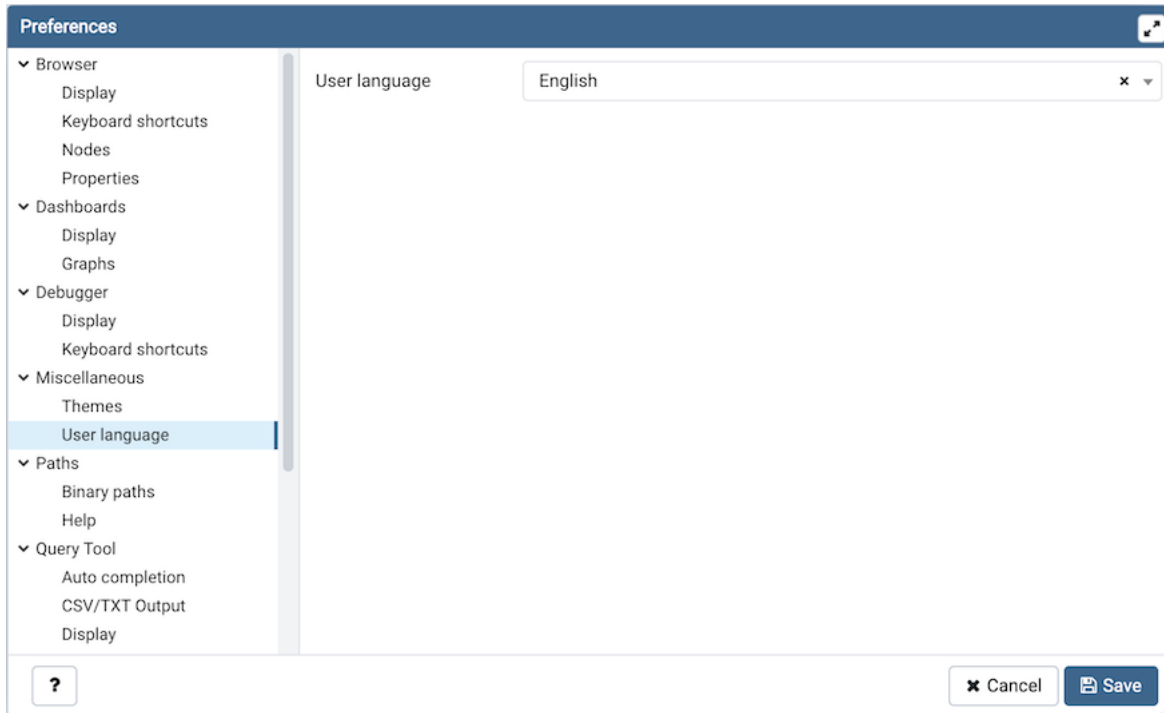 Preferences
Browser
Display
Keyboard shortcuts
Nodes
Properties
Dashboards
Display
Graphs
Debugger
Display
Keyboard shortcuts
Miscellaneous
Themes
User language
Paths
Binary paths
Help
Query Tool
Auto completion
CSV/TXT Output
Display
User language English
? Cancel Save